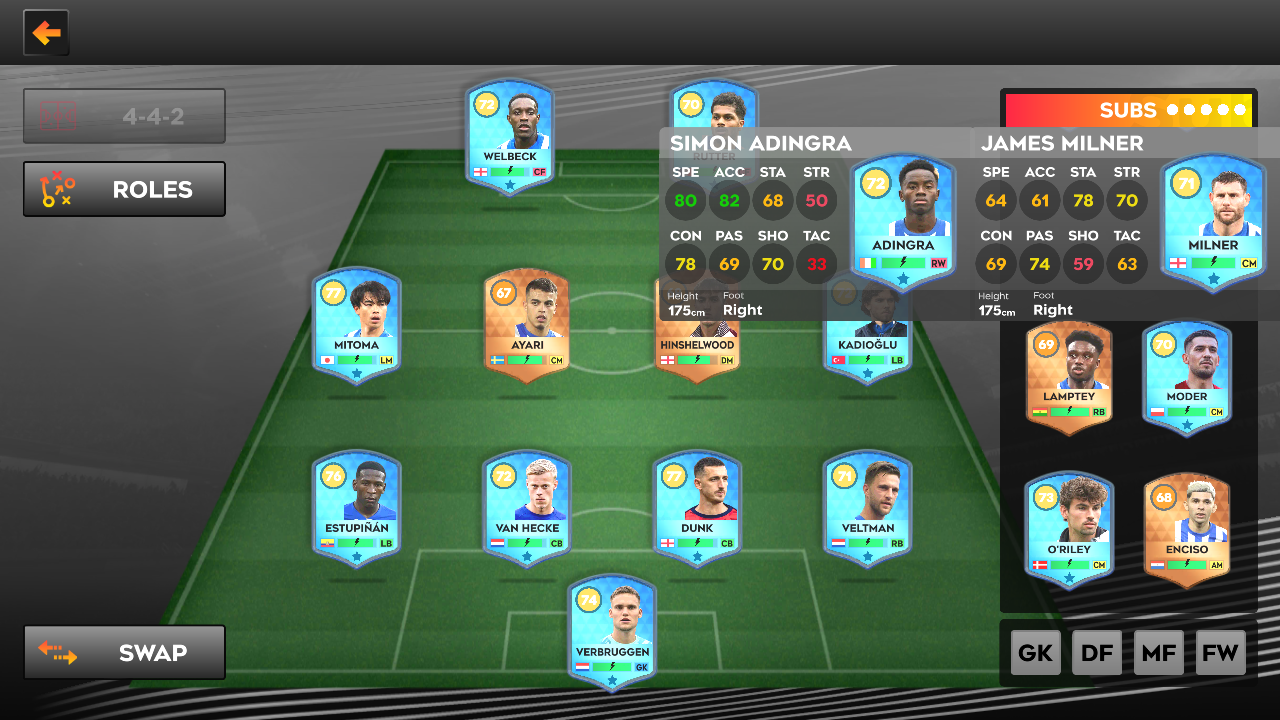 4-4-2
ROLES
SUBS
72
WELBECK
CF
70
RUTTER
SIMON ADINGRA
SPE ACC STA STR
80 82 68 50
CON PAS SHO TAC
78 69 70 33
Height Foot
175cm Right
72
ADINGRA
RW
JAMES MILNER
SPE ACC STA STR
64 61 78 70
CON PAS SHO TAC
69 74 59 63
Height Foot
175cm Right
71
MILNER
CM
77
MITOMA
LM
67
AYARI
CM
HINSHELWOOD
DM
KADIOĞLU
LB
69
LAMPTEY
RB
70
MODER
CM
76
ESTUPIÑÁN
LB
72
VAN HECKE
CB
77
DUNK
CB
71
VELTMAN
RB
73
O'RILEY
CM
68
ENCISO
AM
74
VERBRUGGEN
GK
SWAP
GK DF MF FW